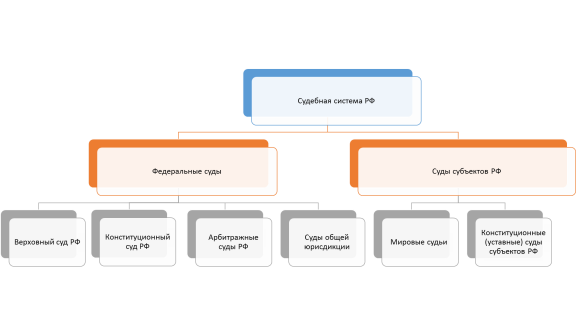 Судебная система РФ
Федеральные суды
Суды субъектов РФ
Верховный суд РФ
Конституционный
суд РФ
Арбитражные
суды РФ
Суды общей
юрисдикции
Мировые судьи
Конституционные
(уставные) суды
субъектов РФ